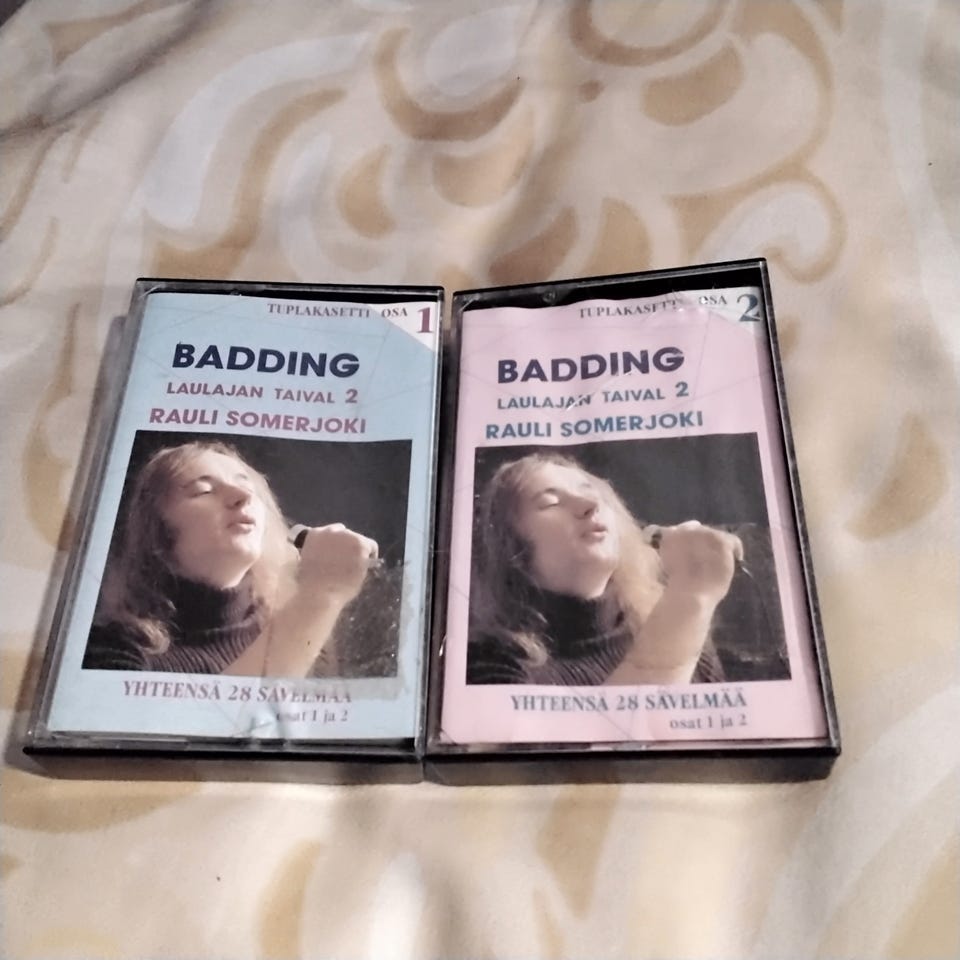 TUPLAKASETTI OSA 1
BADDING
LAULAJAN TAIVAL 2
RAULI SOMERJOKI
YHTEENSÄ 28 SÄVELMÄÄ
osat 1 ja 2
TUPLAKASETTI OSA 2
BADDING
LAULAJAN TAIVAL 2
RAULI SOMERJOKI
YHTEENSÄ 28 SÄVELMÄÄ
osat 1 ja 2